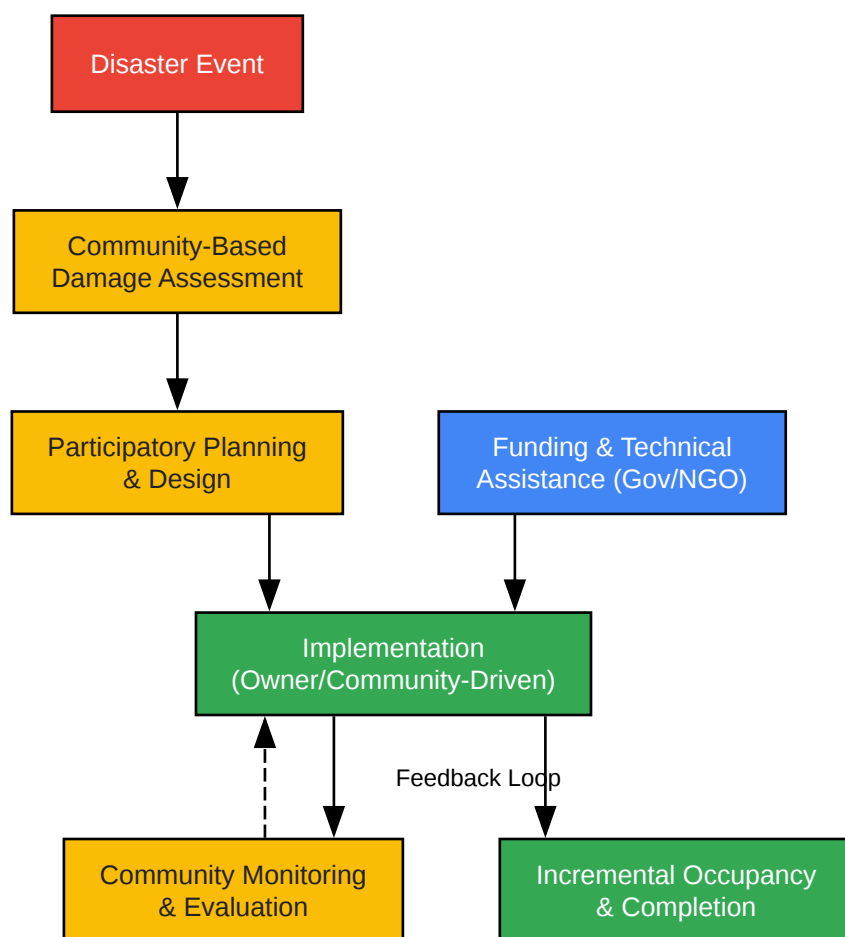 Disaster Event
Community-Based
Damage Assessment
Participatory Planning
& Design
Funding & Technical
Assistance (Gov/NGO)
Implementation
(Owner/Community-Driven)
Feedback Loop
Community Monitoring
& Evaluation
Incremental Occupancy
& Completion